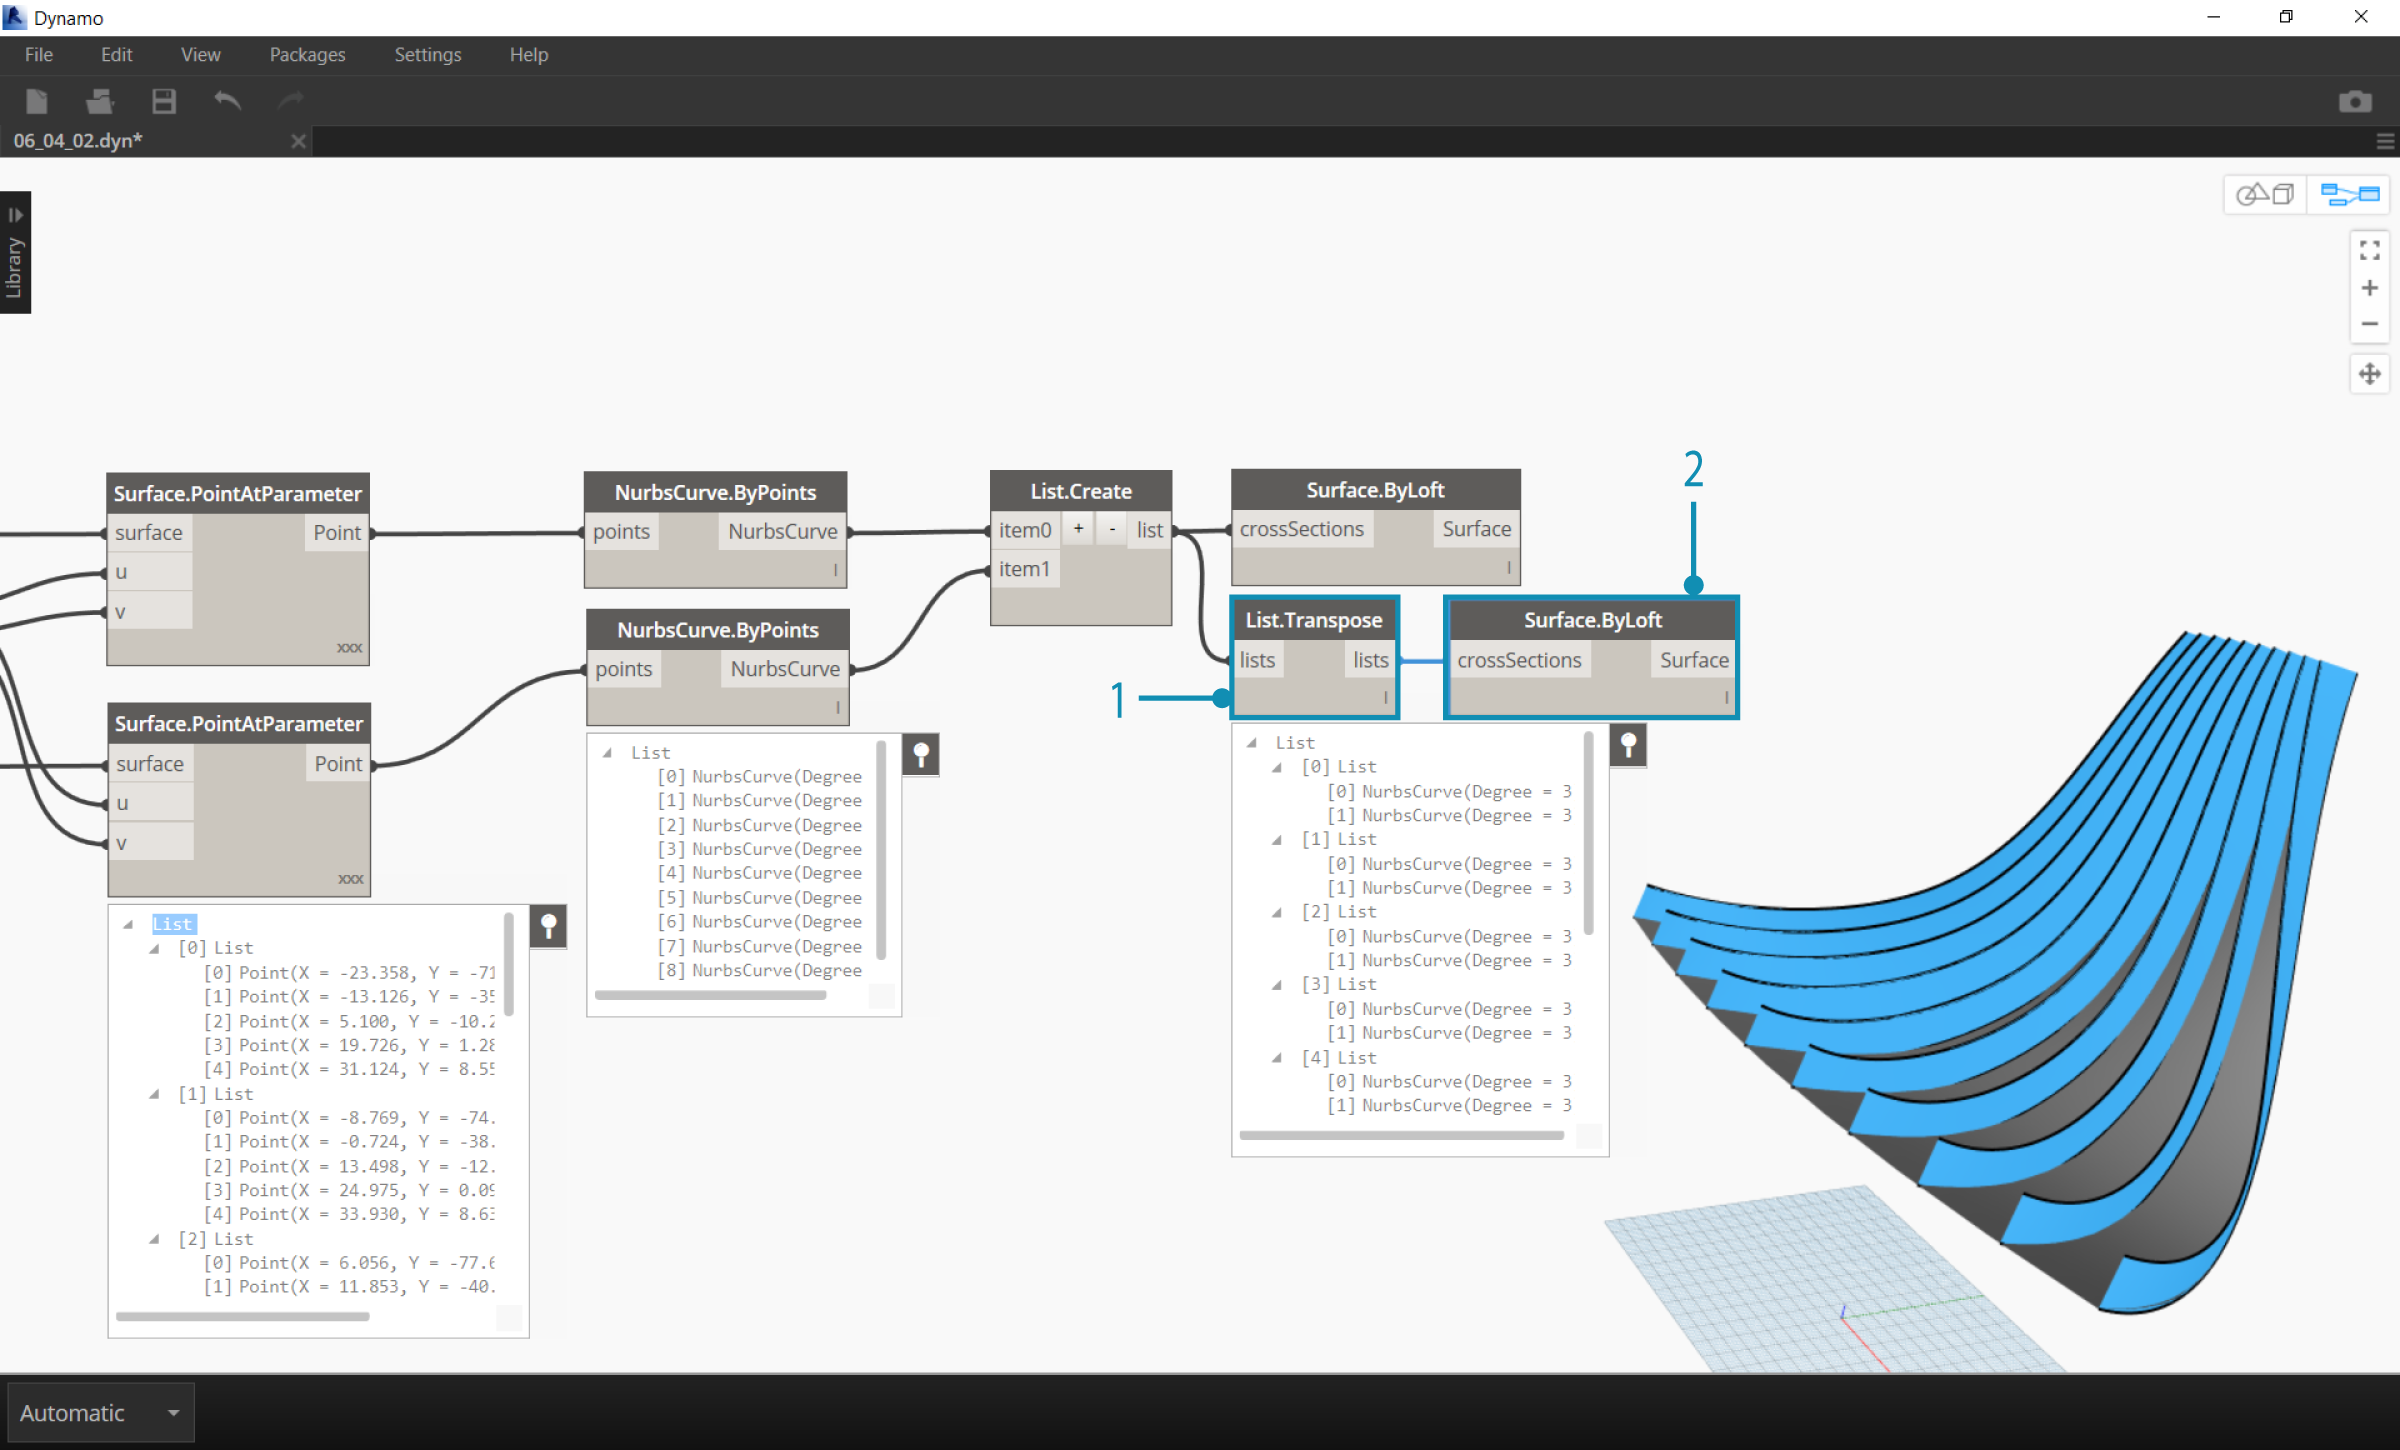 Dynamo
File Edit View Packages Settings Help
06_04_02.dyn*
Library
2
Surface.PointAtParameter
surface Point
u
v
xxx
NurbsCurve.ByPoints
points NurbsCurve
l
List.Create
item0 + - list
item1
Surface.ByLoft
crossSections Surface
l
NurbsCurve.ByPoints
points NurbsCurve
l
List.Transpose
lists lists
l
Surface.ByLoft
crossSections Surface
l
1
Surface.PointAtParameter
surface Point
u
v
xxx
List
[0] List
[0] Point(X = -23.358, Y = -71
[1] Point(X = -13.126, Y = -35
[2] Point(X = 5.100, Y = -10.2
[3] Point(X = 19.726, Y = 1.28
[4] Point(X = 31.124, Y = 8.55
[1] List
[0] Point(X = -8.769, Y = -74.
[1] Point(X = -0.724, Y = -38.
[2] Point(X = 13.498, Y = -12.
[3] Point(X = 24.975, Y = 0.09
[4] Point(X = 33.930, Y = 8.63
[2] List
[0] Point(X = 6.056, Y = -77.6
[1] Point(X = 11.853, Y = -40.
List
[0] NurbsCurve(Degree
[1] NurbsCurve(Degree
[2] NurbsCurve(Degree
[3] NurbsCurve(Degree
[4] NurbsCurve(Degree
[5] NurbsCurve(Degree
[6] NurbsCurve(Degree
[7] NurbsCurve(Degree
[8] NurbsCurve(Degree
List
[0] List
[0] NurbsCurve(Degree = 3
[1] NurbsCurve(Degree = 3
[1] List
[0] NurbsCurve(Degree = 3
[1] NurbsCurve(Degree = 3
[2] List
[0] NurbsCurve(Degree = 3
[1] NurbsCurve(Degree = 3
[3] List
[0] NurbsCurve(Degree = 3
[1] NurbsCurve(Degree = 3
[4] List
[0] NurbsCurve(Degree = 3
[1] NurbsCurve(Degree = 3
Automatic